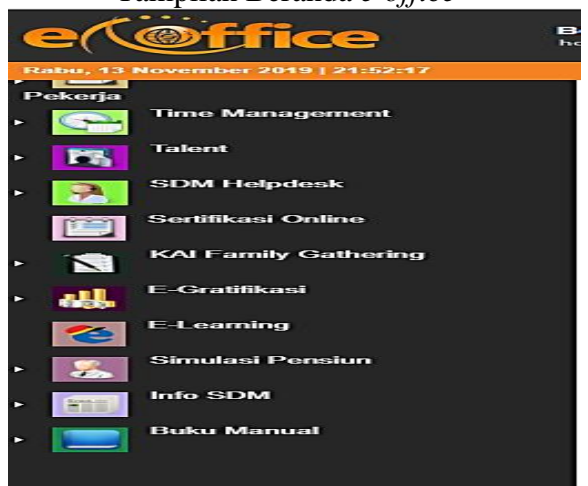 Tampilan Beranda e-office
e-office
Rabu, 13 November 2019 | 21:52:17
Pekerja
Time Management
Talent
SDM Helpdesk
Sertifikasi Online
KAI Family Gathering
E-Gratifikasi
E-Learning
Simulasi Pensiun
Info SDM
Buku Manual